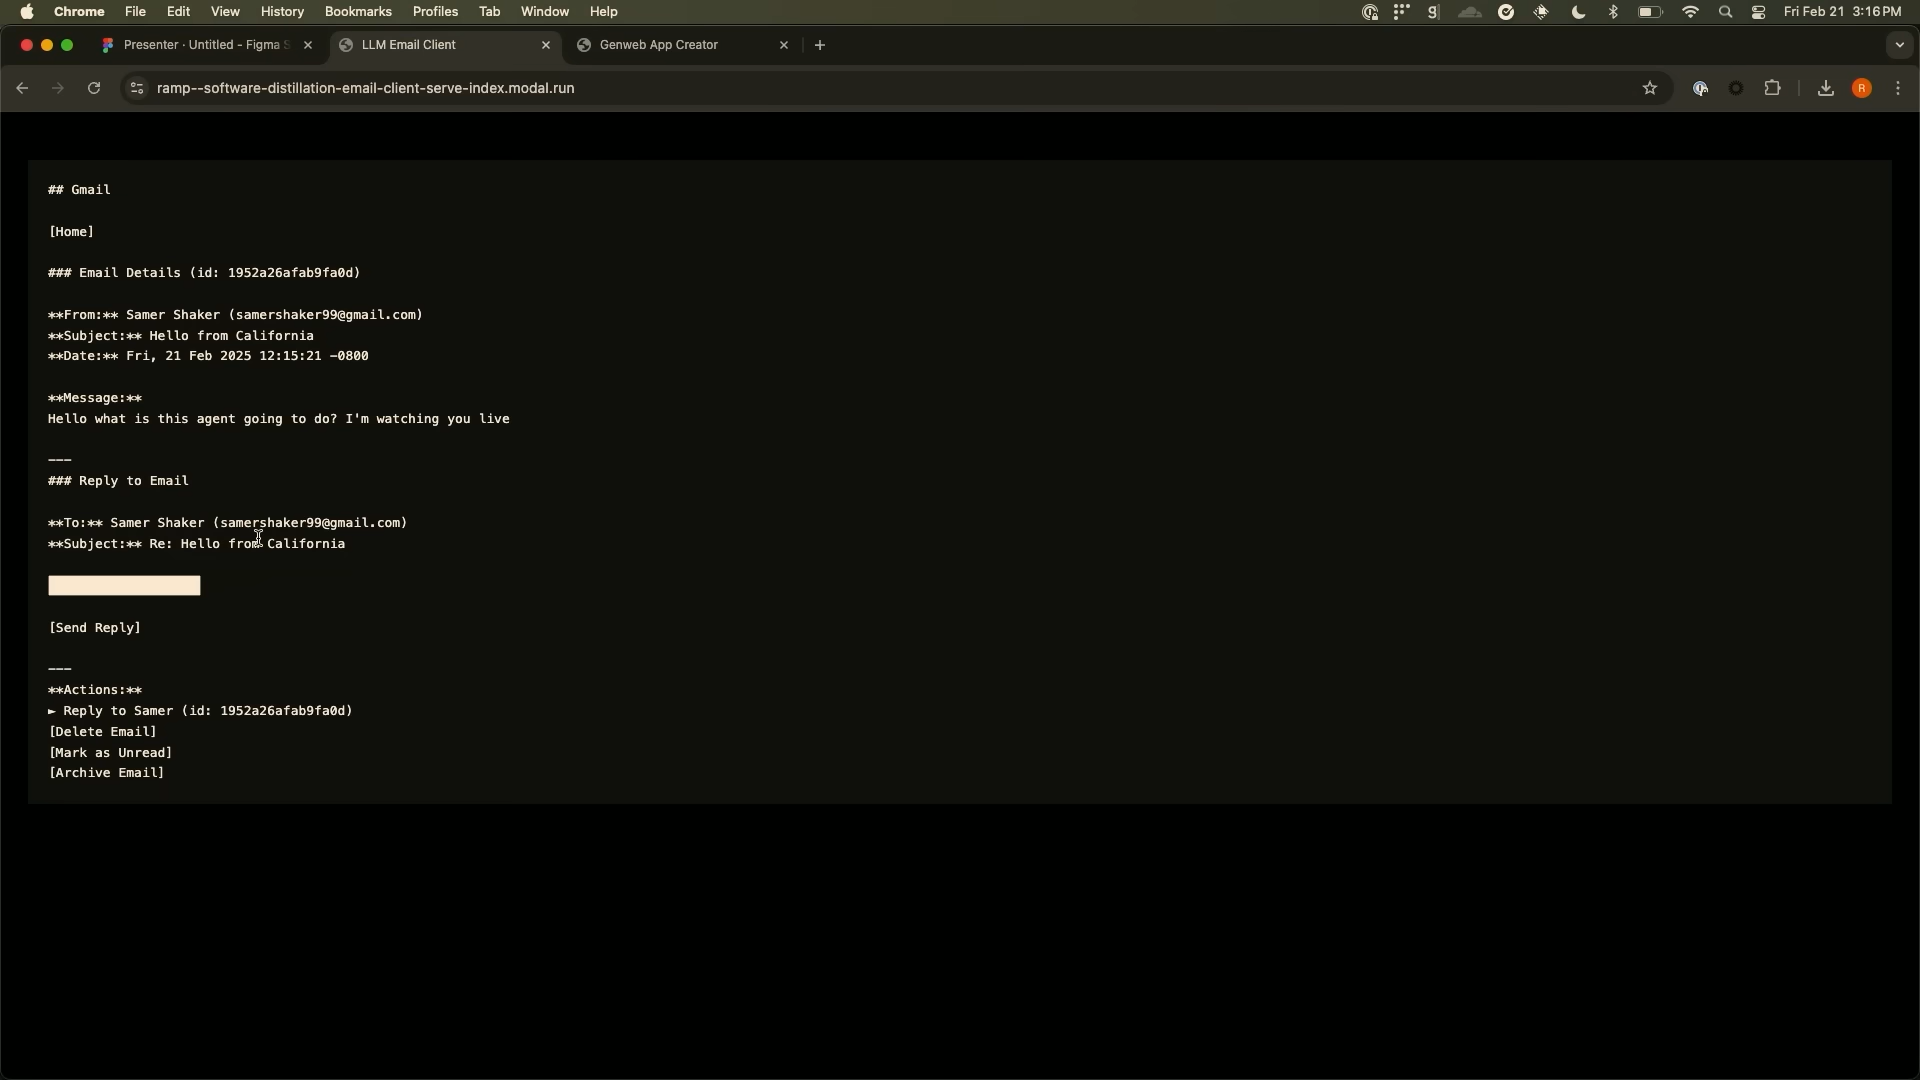 Chrome File Edit View History Bookmarks Profiles Tab Window Help Fri Feb 21 3:16 PM
Presenter · Untitled – Figma S LLM Email Client Genweb App Creator
ramp--software-distillation-email-client-serve-index.modal.run R
## Gmail
[Home]
### Email Details (id: 1952a26afab9fa0d)
**From:** Samer Shaker (samershaker99@gmail.com)
**Subject:** Hello from California
**Date:** Fri, 21 Feb 2025 12:15:21 -0800
**Message:**
Hello what is this agent going to do? I'm watching you live
---
### Reply to Email
**To:** Samer Shaker (samershaker99@gmail.com)
**Subject:** Re: Hello from California
[Send Reply]
---
**Actions:**
► Reply to Samer (id: 1952a26afab9fa0d)
[Delete Email]
[Mark as Unread]
[Archive Email]